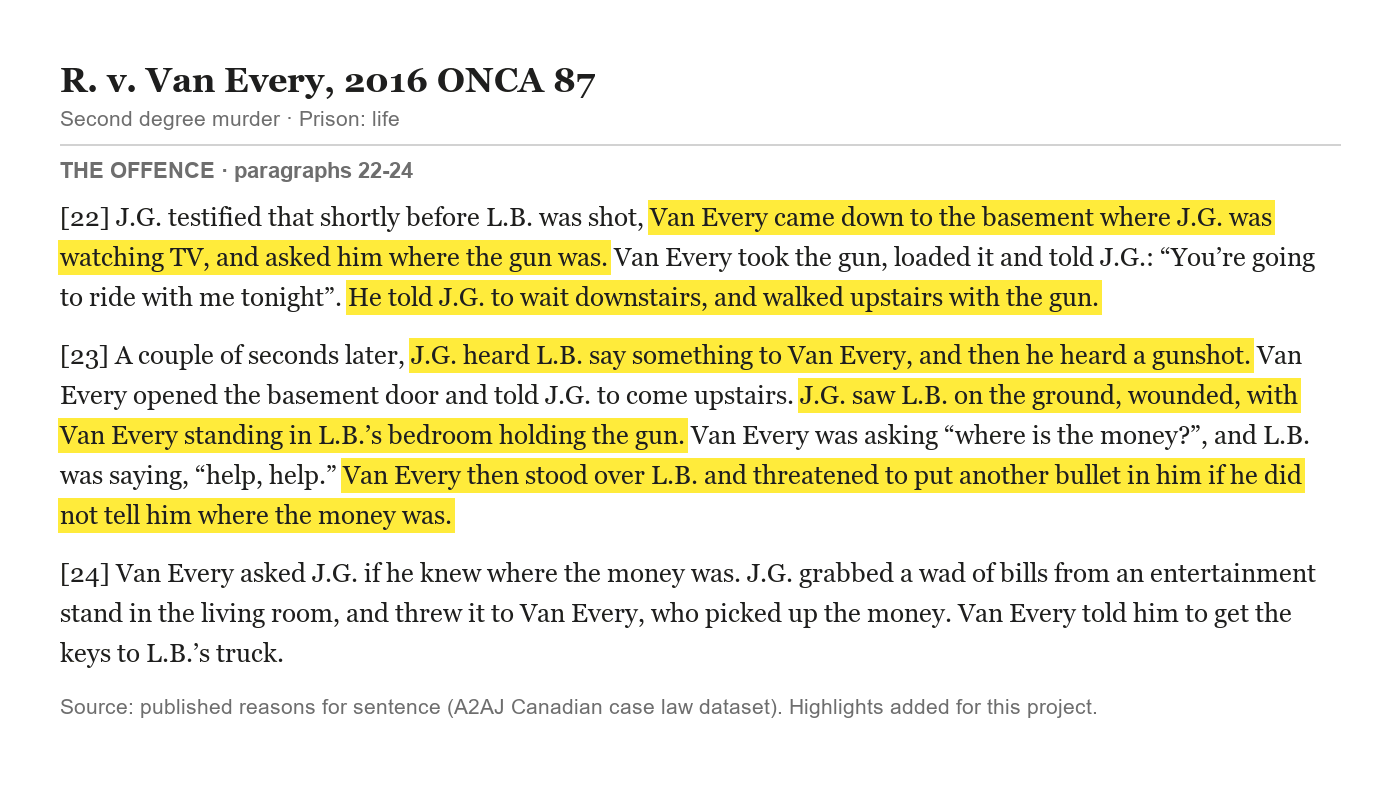 R. v. Van Every, 2016 ONCA 87
Second degree murder · Prison: life
THE OFFENCE · paragraphs 22-24
[22] J.G. testified that shortly before L.B. was shot, Van Every came down to the basement where J.G. was
watching TV, and asked him where the gun was. Van Every took the gun, loaded it and told J.G.: “You’re going
to ride with me tonight”. He told J.G. to wait downstairs, and walked upstairs with the gun.
[23] A couple of seconds later, J.G. heard L.B. say something to Van Every, and then he heard a gunshot. Van
Every opened the basement door and told J.G. to come upstairs. J.G. saw L.B. on the ground, wounded, with
Van Every standing in L.B.’s bedroom holding the gun. Van Every was asking “where is the money?”, and L.B.
was saying, “help, help.” Van Every then stood over L.B. and threatened to put another bullet in him if he did
not tell him where the money was.
[24] Van Every asked J.G. if he knew where the money was. J.G. grabbed a wad of bills from an entertainment
stand in the living room, and threw it to Van Every, who picked up the money. Van Every told him to get the
keys to L.B.’s truck.
Source: published reasons for sentence (A2AJ Canadian case law dataset). Highlights added for this project.